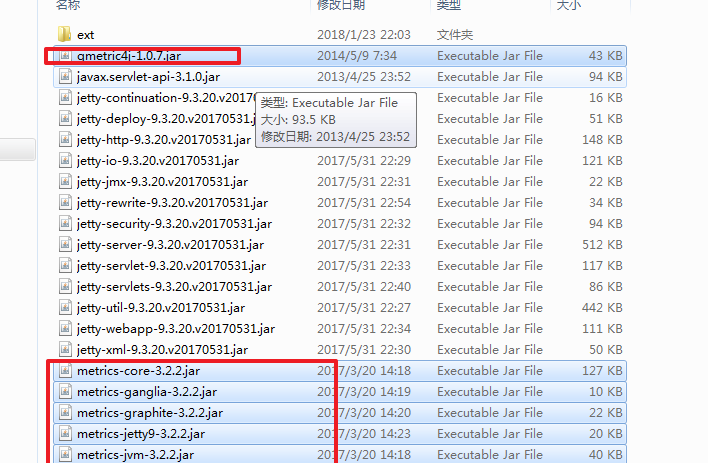 名称 修改日期 类型 大小
ext 2018/1/23 22:03 文件夹
gmetric4j-1.0.7.jar 2014/5/9 7:34 Executable Jar File 43 KB
javax.servlet-api-3.1.0.jar 2013/4/25 23:52 Executable Jar File 94 KB
jetty-continuation-9.3.20.v20170531.jar Executable Jar File 16 KB
jetty-deploy-9.3.20.v20170531.jar Executable Jar File 51 KB
jetty-http-9.3.20.v20170531.jar Executable Jar File 148 KB
类型: Executable Jar File
大小: 93.5 KB
修改日期: 2013/4/25 23:52
jetty-io-9.3.20.v20170531.jar 2017/5/31 22:29 Executable Jar File 121 KB
jetty-jmx-9.3.20.v20170531.jar 2017/5/31 22:31 Executable Jar File 22 KB
jetty-rewrite-9.3.20.v20170531.jar 2017/5/31 22:54 Executable Jar File 34 KB
jetty-security-9.3.20.v20170531.jar 2017/5/31 22:32 Executable Jar File 94 KB
jetty-server-9.3.20.v20170531.jar 2017/5/31 22:31 Executable Jar File 512 KB
jetty-servlet-9.3.20.v20170531.jar 2017/5/31 22:33 Executable Jar File 117 KB
jetty-servlets-9.3.20.v20170531.jar 2017/5/31 22:40 Executable Jar File 86 KB
jetty-util-9.3.20.v20170531.jar 2017/5/31 22:27 Executable Jar File 442 KB
jetty-webapp-9.3.20.v20170531.jar 2017/5/31 22:34 Executable Jar File 111 KB
jetty-xml-9.3.20.v20170531.jar 2017/5/31 22:30 Executable Jar File 50 KB
metrics-core-3.2.2.jar 2017/3/20 14:18 Executable Jar File 127 KB
metrics-ganglia-3.2.2.jar 2017/3/20 14:19 Executable Jar File 10 KB
metrics-graphite-3.2.2.jar 2017/3/20 14:20 Executable Jar File 22 KB
metrics-jetty9-3.2.2.jar 2017/3/20 14:23 Executable Jar File 20 KB
metrics-jvm-3.2.2.jar 2017/3/20 14:18 Executable Jar File 40 KB